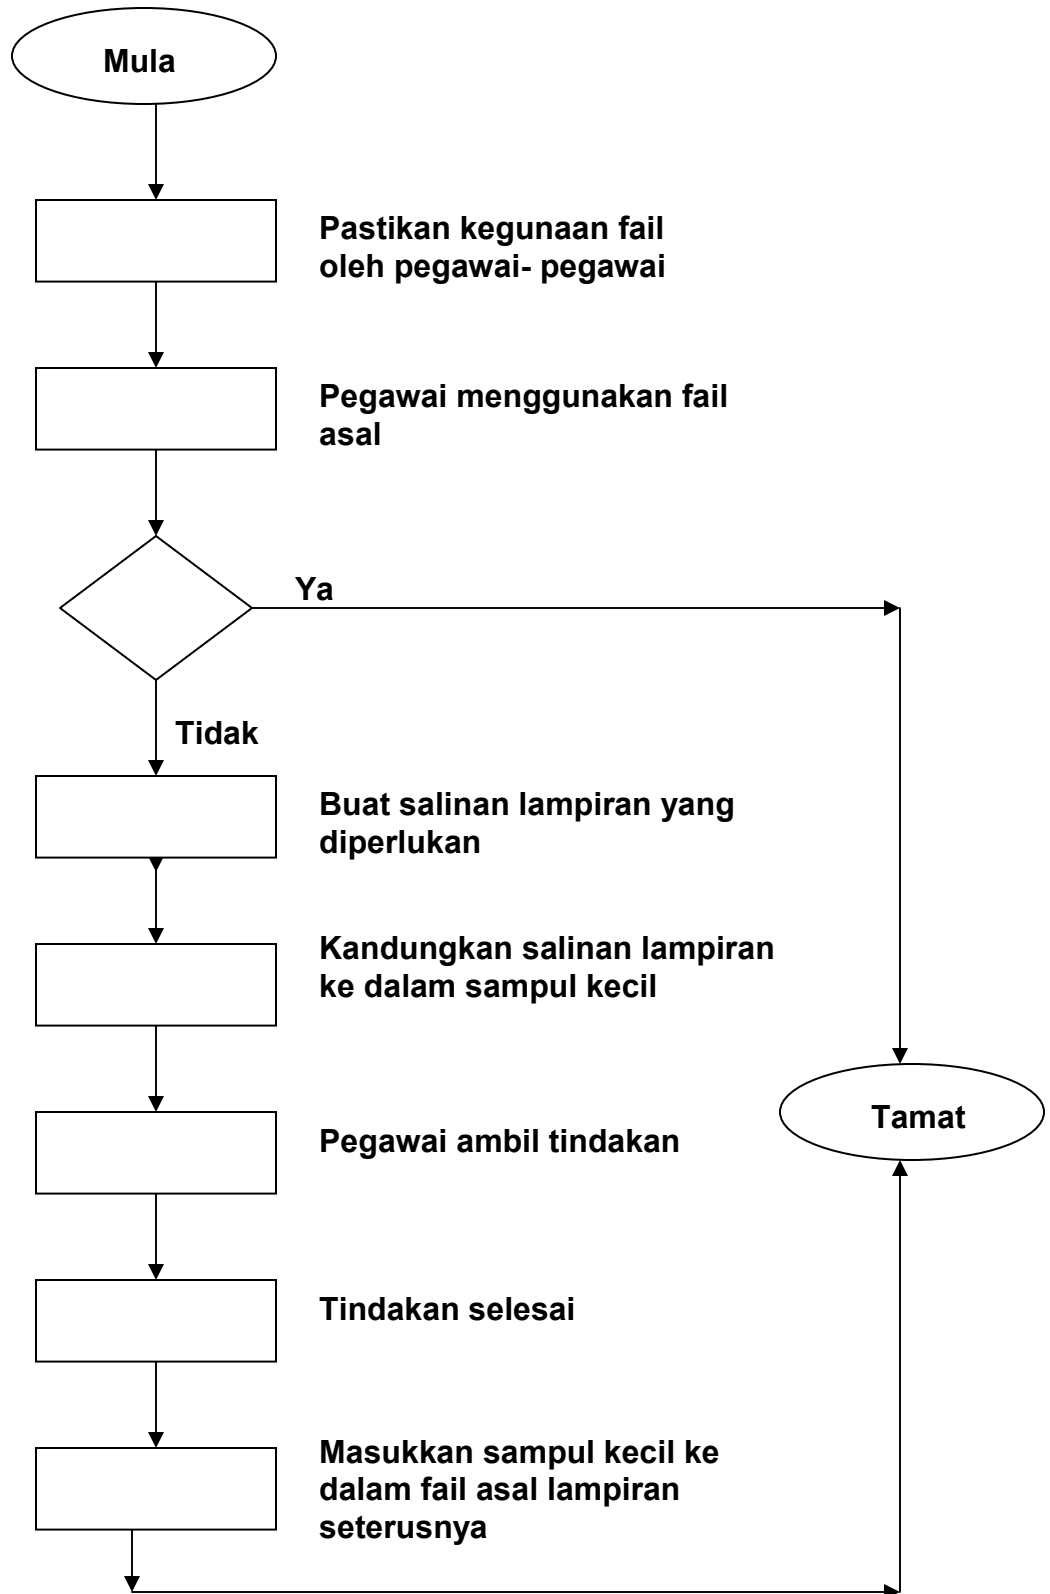 Mula
Pastikan kegunaan fail
oleh pegawai- pegawai
Pegawai menggunakan fail
asal
Ya
Tidak
Buat salinan lampiran yang
diperlukan
Kandungkan salinan lampiran
ke dalam sampul kecil
Tamat
Pegawai ambil tindakan
Tindakan selesai
Masukkan sampul kecil ke
dalam fail asal lampiran
seterusnya